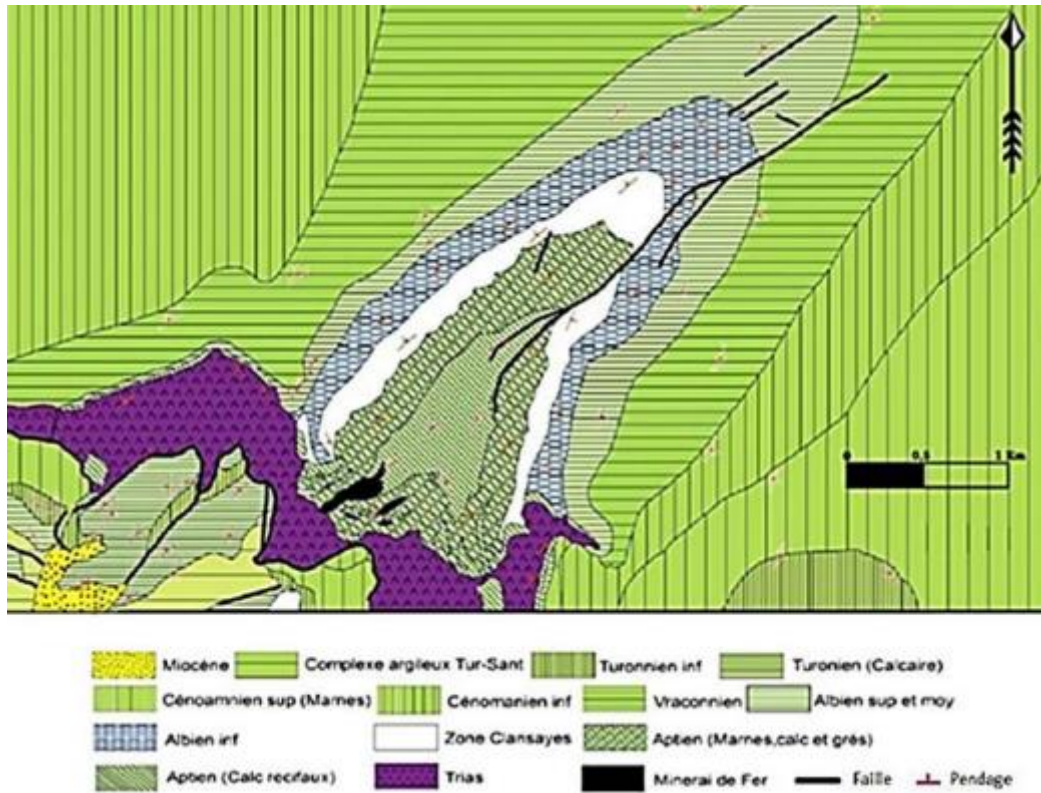 0 0,5 1 Km
Miocène Complexe argileux Tur-Sant Turonnien inf Turonien (Calcaire)
Cénoamnien sup (Marnes) Cénomanien inf Vraconnien Albien sup et moy
Albien inf Zone Clansayes Aptien (Marnes,calc et grès)
Aptien (Calc recifaux) Trias Minerai de Fer Faille Pendage